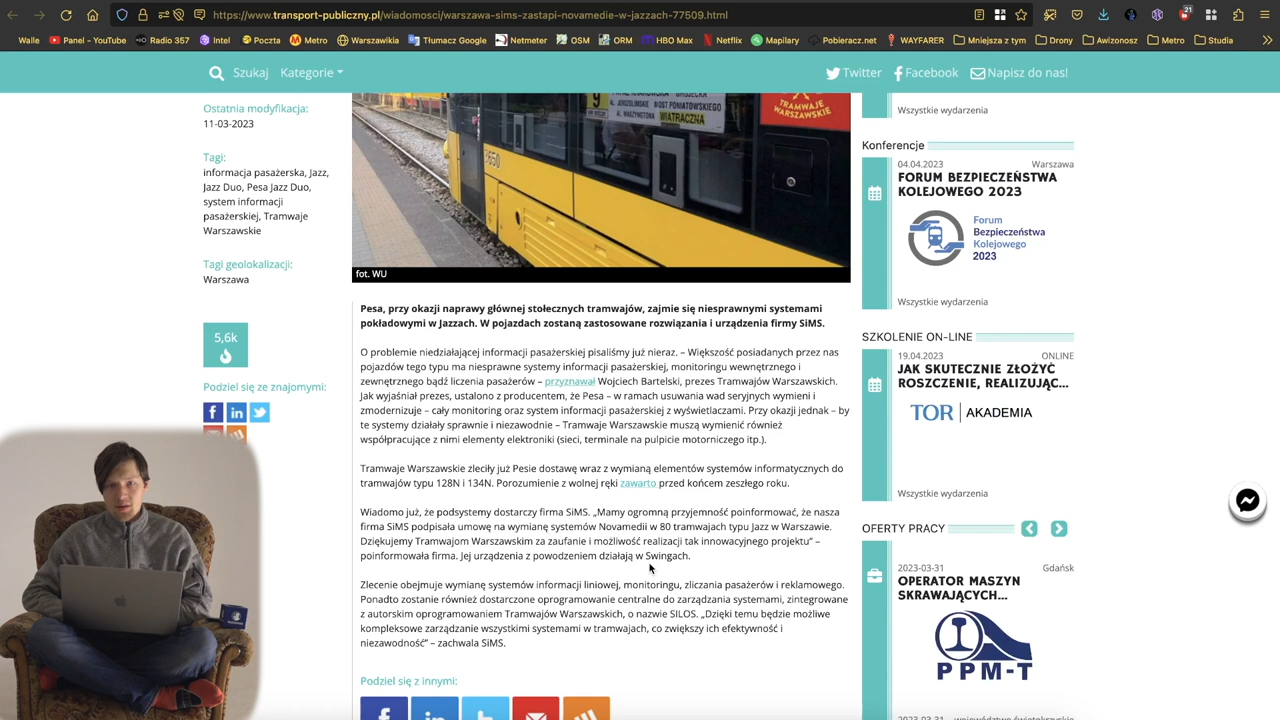 https://www.transport-publiczny.pl/wiadomosci/warszawa-sims-zastapi-novamedie-w-jazzach-77509.html
21
Walle
Panel - YouTube
Radio 357
Intel
Poczta
Metro
Warszawikia
Tłumacz Google
Netmeter
OSM
ORM
HBO Max
Netflix
Mapilary
Pobieracz.net
WAYFARER
Mniejsza z tym
Drony
Awizonosz
Metro
Studia
Szukaj
Kategorie
Twitter
Facebook
Napisz do nas!
Ostatnia modyfikacja:
11-03-2023
Tagi:
informacja pasażerska, Jazz,
Jazz Duo, Pesa Jazz Duo,
system informacji
pasażerskiej, Tramwaje
Warszawskie
Tagi geolokalizacji:
Warszawa
5,6k
Podziel się ze znajomymi:
9
AL. JEROZOLIMSKIE
MOST PONIATOWSKIEGO
AL. WASZYNGTONA
WIATRACZNA
TRAMWAJE
WARSZAWSKIE
fot. WU
Pesa, przy okazji naprawy głównej stołecznych tramwajów, zajmie się niesprawnymi systemami
pokładowymi w Jazzach. W pojazdach zostaną zastosowane rozwiązania i urządzenia firmy SiMS.
O problemie niedziałającej informacji pasażerskiej pisaliśmy już nieraz. – Większość posiadanych przez nas
pojazdów tego typu ma niesprawne systemy informacji pasażerskiej, monitoringu wewnętrznego i
zewnętrznego bądź liczenia pasażerów – przyznawał Wojciech Bartelski, prezes Tramwajów Warszawskich.
Jak wyjaśniał prezes, ustalono z producentem, że Pesa – w ramach usuwania wad seryjnych wymieni i
zmodernizuje – cały monitoring oraz system informacji pasażerskiej z wyświetlaczami. Przy okazji jednak – by
te systemy działały sprawnie i niezawodnie – Tramwaje Warszawskie muszą wymienić również
współpracujące z nimi elementy elektroniki (sieci, terminale na pulpicie motorniczego itp.).
Tramwaje Warszawskie zleciły już Pesie dostawę wraz z wymianą elementów systemów informatycznych do
tramwajów typu 128N i 134N. Porozumienie z wolnej ręki zawarto przed końcem zeszłego roku.
Wiadomo już, że podsystemy dostarczy firma SiMS. „Mamy ogromną przyjemność poinformować, że nasza
firma SiMS podpisała umowę na wymianę systemów Novamedii w 80 tramwajach typu Jazz w Warszawie.
Dziękujemy Tramwajom Warszawskim za zaufanie i możliwość realizacji tak innowacyjnego projektu” –
poinformowała firma. Jej urządzenia z powodzeniem działają w Swingach.
Zlecenie obejmuje wymianę systemów informacji liniowej, monitoringu, zliczania pasażerów i reklamowego.
Ponadto zostanie również dostarczone oprogramowanie centralne do zarządzania systemami, zintegrowane
z autorskim oprogramowaniem Tramwajów Warszawskich, o nazwie SILOS. „Dzięki temu będzie możliwe
kompleksowe zarządzanie wszystkimi systemami w tramwajach, co zwiększy ich efektywność i
niezawodność” – zachwala SiMS.
Podziel się z innymi:
Wszystkie wydarzenia
Konferencje
04.04.2023
Warszawa
FORUM BEZPIECZEŃSTWA
KOLEJOWEGO 2023
Forum
Bezpieczeństwa
Kolejowego
2023
Wszystkie wydarzenia
SZKOLENIE ON-LINE
19.04.2023
ONLINE
JAK SKUTECZNIE ZŁOŻYĆ
ROSZCZENIE, REALIZUJĄC...
TOR | AKADEMIA
Wszystkie wydarzenia
OFERTY PRACY
2023-03-31
Gdańsk
OPERATOR MASZYN
SKRAWAJĄCYCH...
PPM-T
2023-03-31 - województwo świętokrzyskie